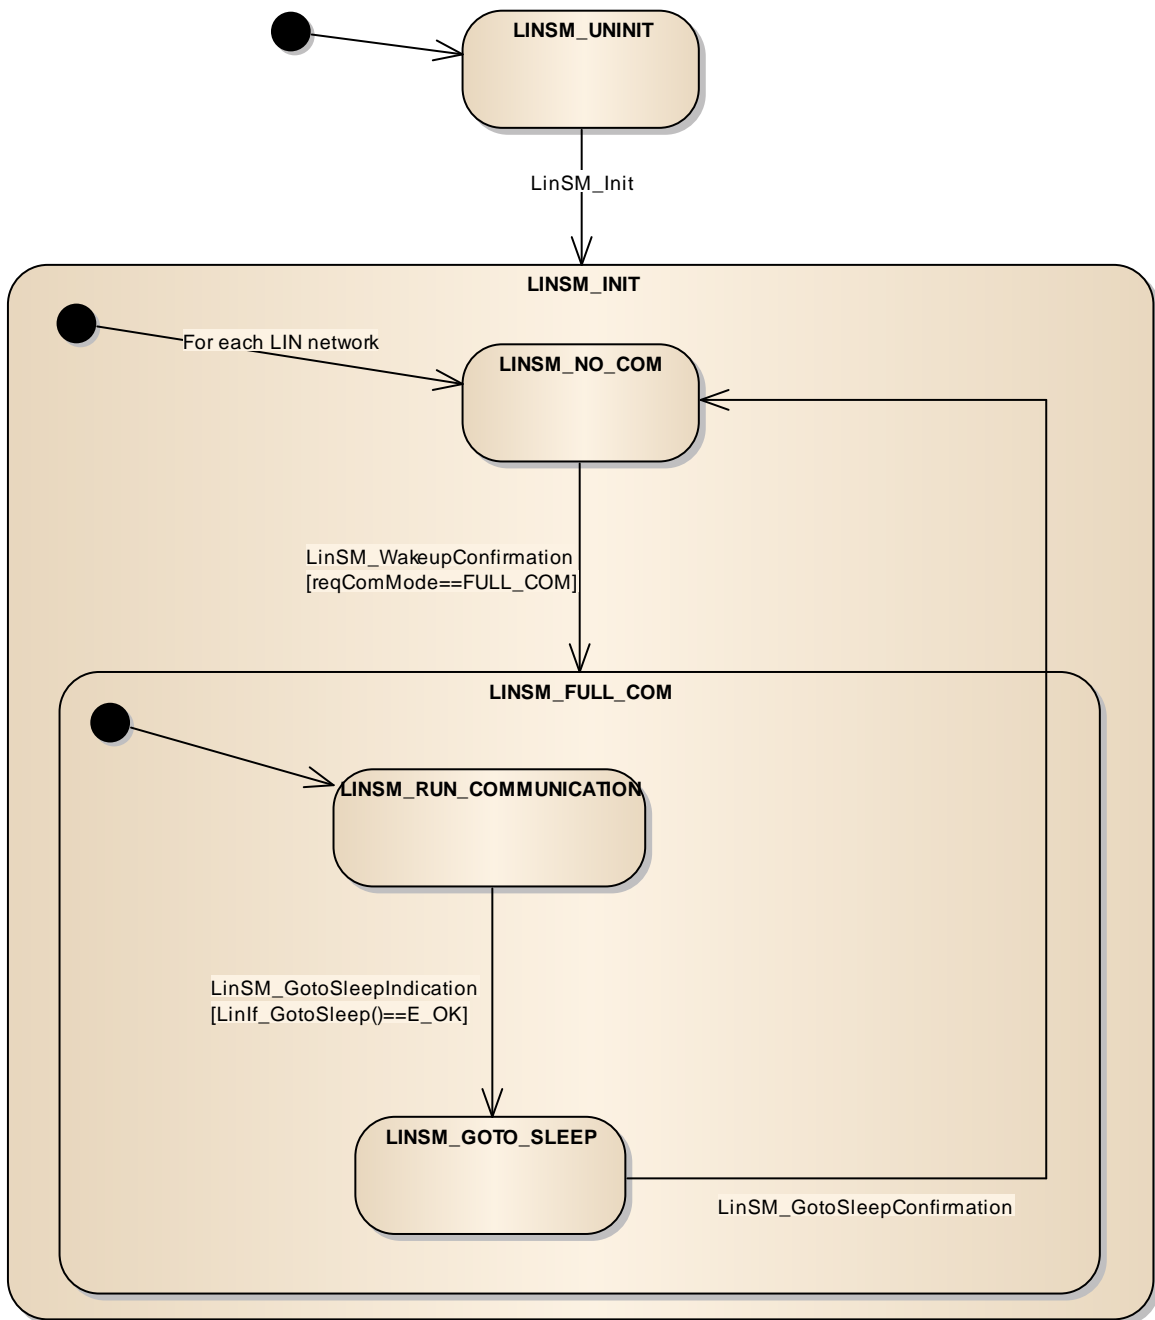 LINSM_UNINIT
LinSM_Init
LINSM_INIT
For each LIN network
LINSM_NO_COM
LinSM_WakeupConfirmation
[reqComMode==FULL_COM]
LINSM_FULL_COM
LINSM_RUN_COMMUNICATION
LinSM_GotoSleepIndication
[LinIf_GotoSleep()==E_OK]
LINSM_GOTO_SLEEP
LinSM_GotoSleepConfirmation